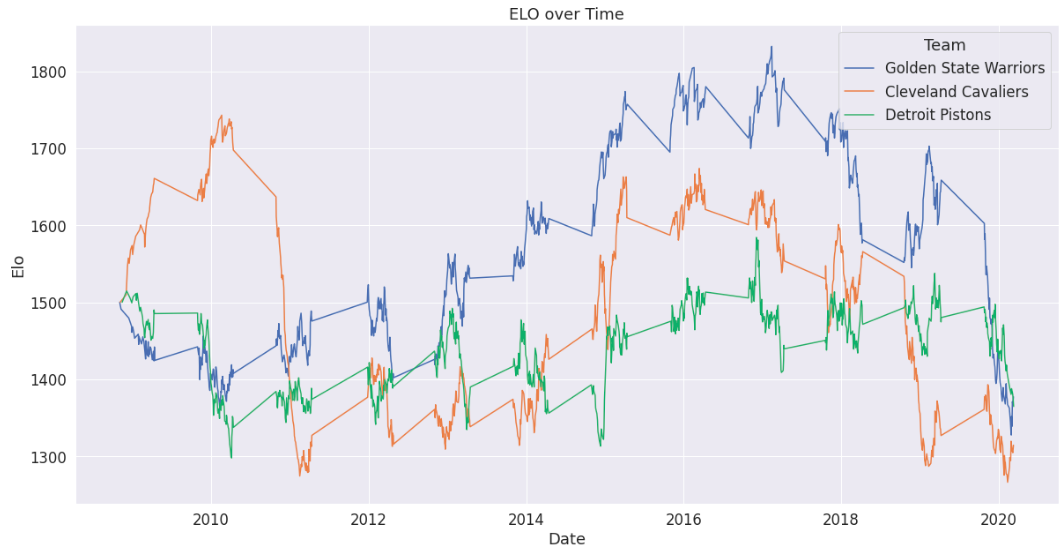 ELO over Time
Team
Golden State Warriors
Cleveland Cavaliers
Detroit Pistons
1800
1700
1600
1500
1400
1300
Elo
2010 2012 2014 2016 2018 2020
Date